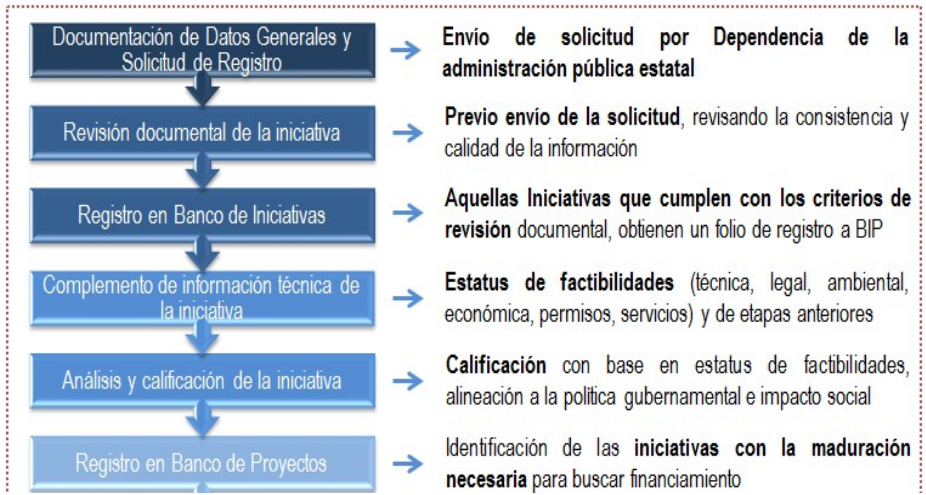 Documentación de Datos Generales y
Solicitud de Registro
Envío de solicitud por Dependencia de la
administración pública estatal
Revisión documental de la iniciativa
Previo envío de la solicitud, revisando la consistencia y
calidad de la información
Registro en Banco de Iniciativas
Aquellas Iniciativas que cumplen con los criterios de
revisión documental, obtienen un folio de registro a BIP
Complemento de información técnica de
la iniciativa
Estatus de factibilidades (técnica, legal, ambiental,
económica, permisos, servicios) y de etapas anteriores
Análisis y calificación de la iniciativa
Calificación con base en estatus de factibilidades,
alineación a la política gubernamental e impacto social
Registro en Banco de Proyectos
Identificación de las iniciativas con la maduración
necesaria para buscar financiamiento